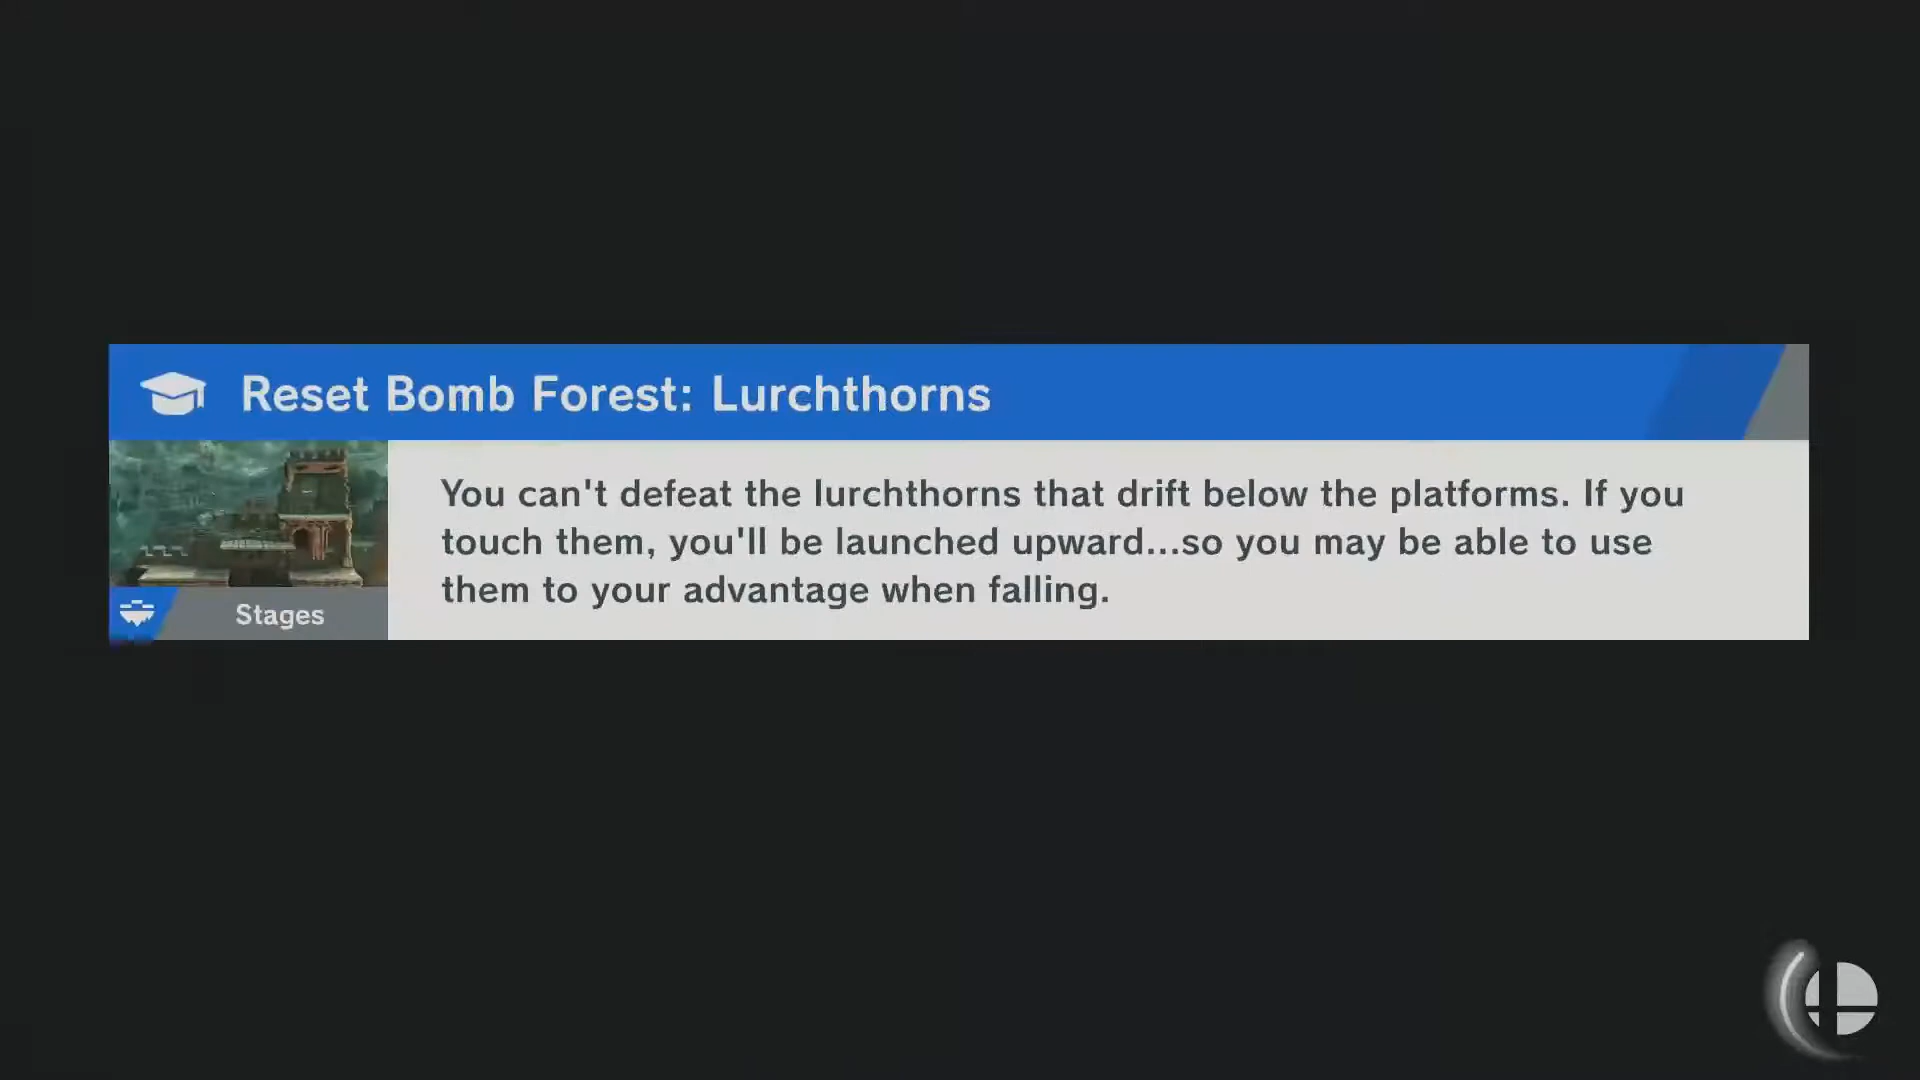 Reset Bomb Forest: Lurchthorns
You can't defeat the lurchthorns that drift below the platforms. If you
touch them, you'll be launched upward...so you may be able to use
them to your advantage when falling.
Stages